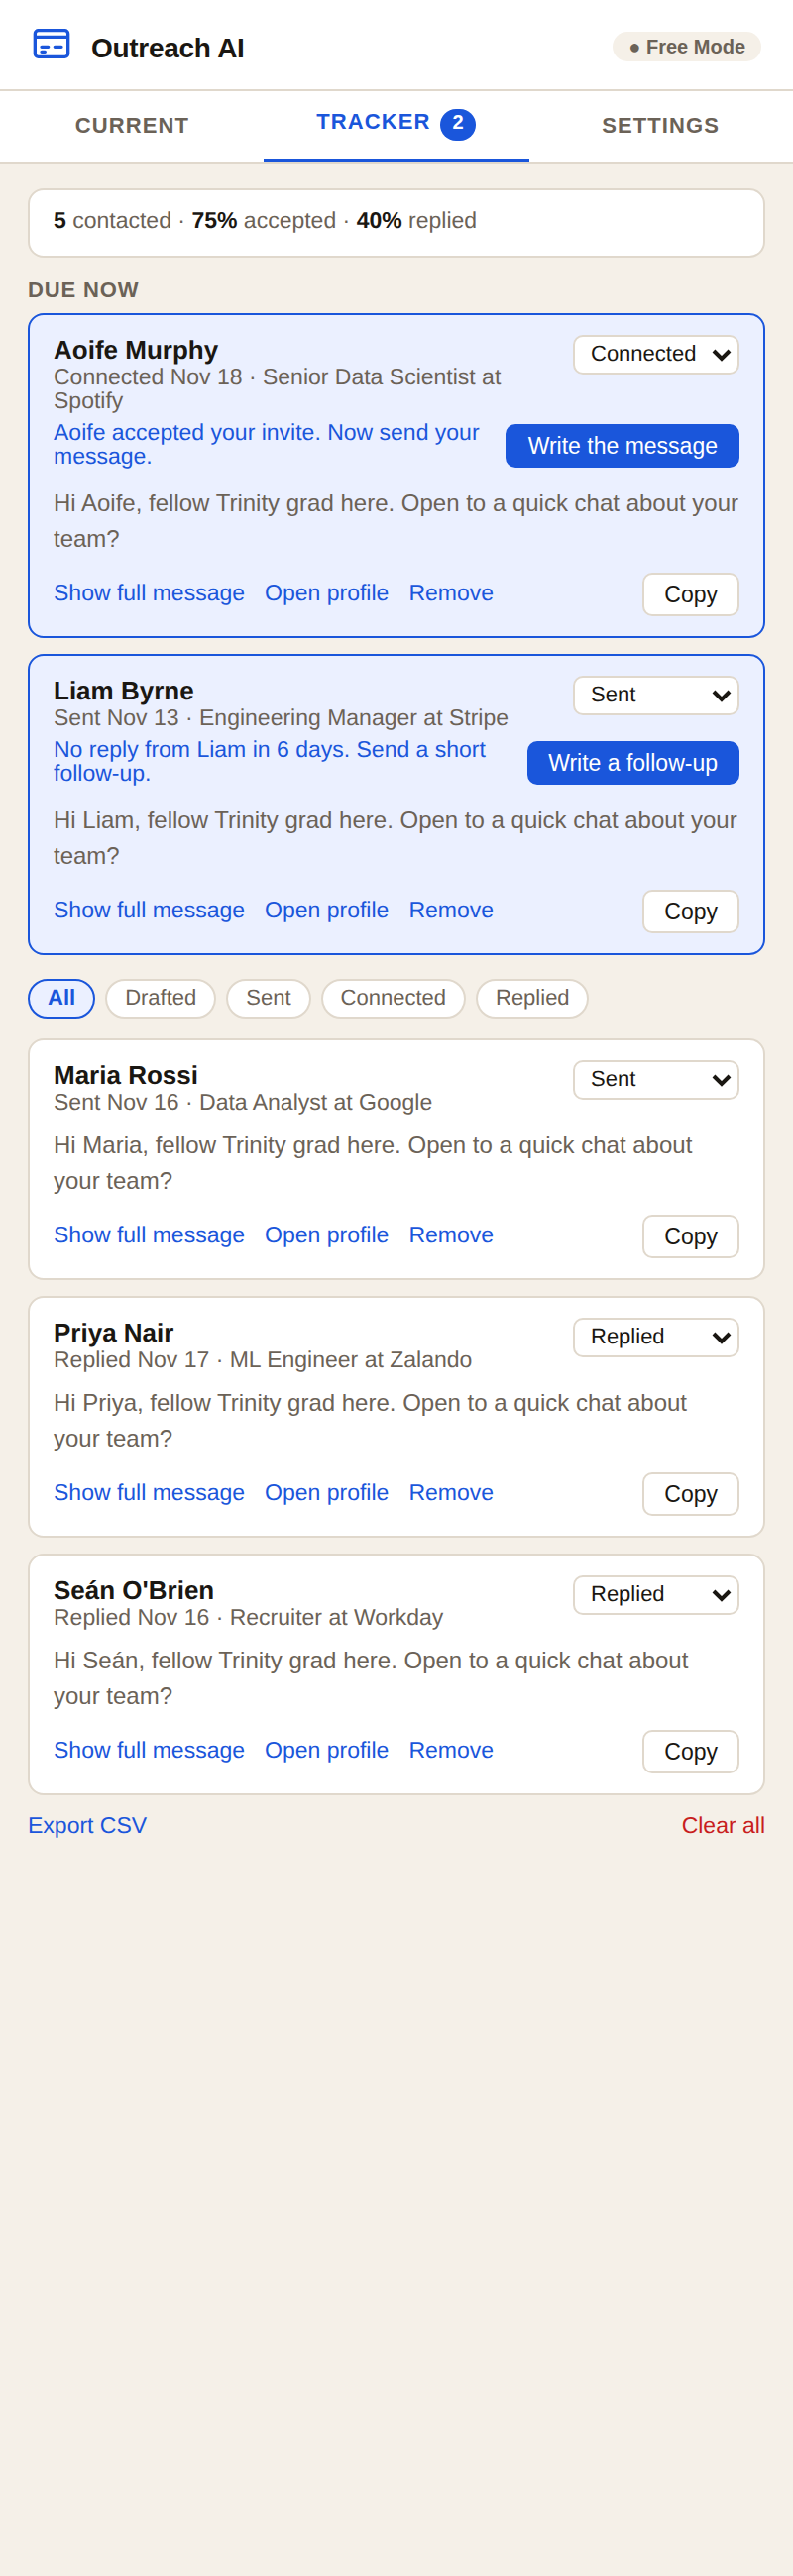 Outreach AI
● Free Mode
CURRENT
TRACKER 2
SETTINGS
5 contacted · 75% accepted · 40% replied
DUE NOW
Aoife Murphy
Connected
Connected Nov 18 · Senior Data Scientist at
Spotify
Aoife accepted your invite. Now send your
message.
Write the message
Hi Aoife, fellow Trinity grad here. Open to a quick chat about your
team?
Show full message Open profile Remove
Copy
Liam Byrne
Sent
Sent Nov 13 · Engineering Manager at Stripe
No reply from Liam in 6 days. Send a short
follow-up.
Write a follow-up
Hi Liam, fellow Trinity grad here. Open to a quick chat about your
team?
Show full message Open profile Remove
Copy
All Drafted Sent Connected Replied
Maria Rossi
Sent
Sent Nov 16 · Data Analyst at Google
Hi Maria, fellow Trinity grad here. Open to a quick chat about
your team?
Show full message Open profile Remove
Copy
Priya Nair
Replied
Replied Nov 17 · ML Engineer at Zalando
Hi Priya, fellow Trinity grad here. Open to a quick chat about
your team?
Show full message Open profile Remove
Copy
Seán O'Brien
Replied
Replied Nov 16 · Recruiter at Workday
Hi Seán, fellow Trinity grad here. Open to a quick chat about
your team?
Show full message Open profile Remove
Copy
Export CSV
Clear all